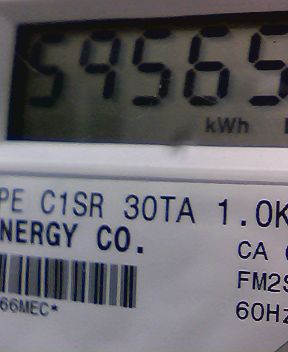 59565
kWh
PE C1SR 30TA 1.0K
NERGY CO.
CA
FM2S
66MEC*
60Hz